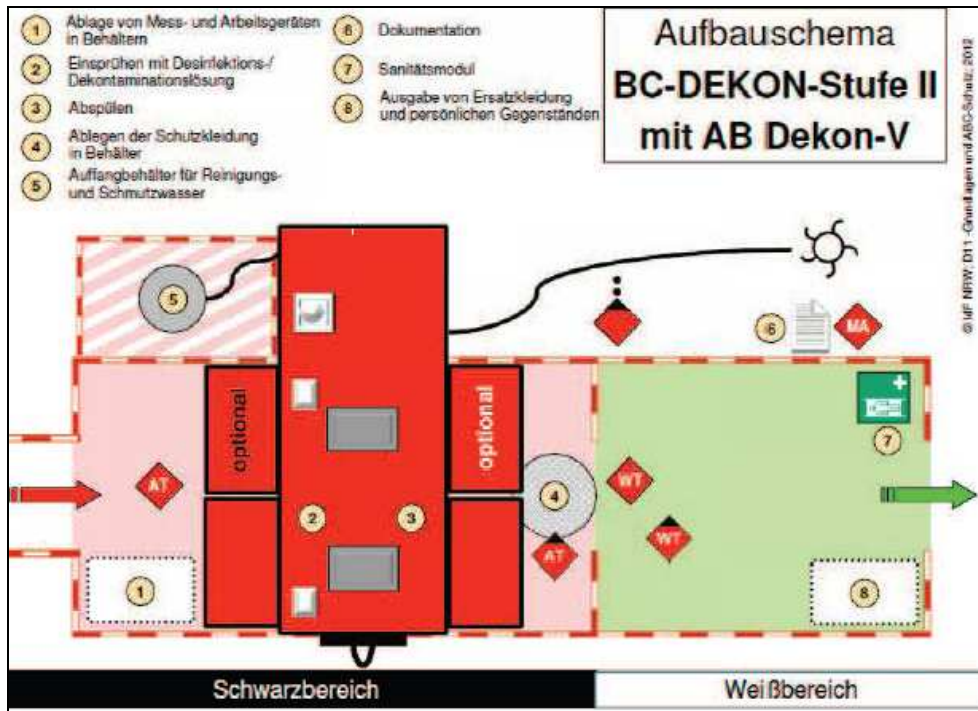 1 Ablage von Mess- und Arbeitsgeräten
in Behältern
2 Einsprühen mit Desinfektions-/
Dekontaminationslösung
3 Abspülen
4 Ablegen der Schutzkleidung
in Behälter
5 Auffangbehälter für Reinigungs-
und Schmutzwasser
6 Dokumentation
7 Sanitätsmodul
8 Ausgabe von Ersatzkleidung
und persönlichen Gegenständen
Aufbauschema
BC-DEKON-Stufe II
mit AB Dekon-V
© IdF NRW: D11 -Grundlagen und ABC-Schutz: 2012
5
6
MA
optional
optional
7
AT
4
WT
2
3
WT
AT
1
8
Schwarzbereich
Weißbereich